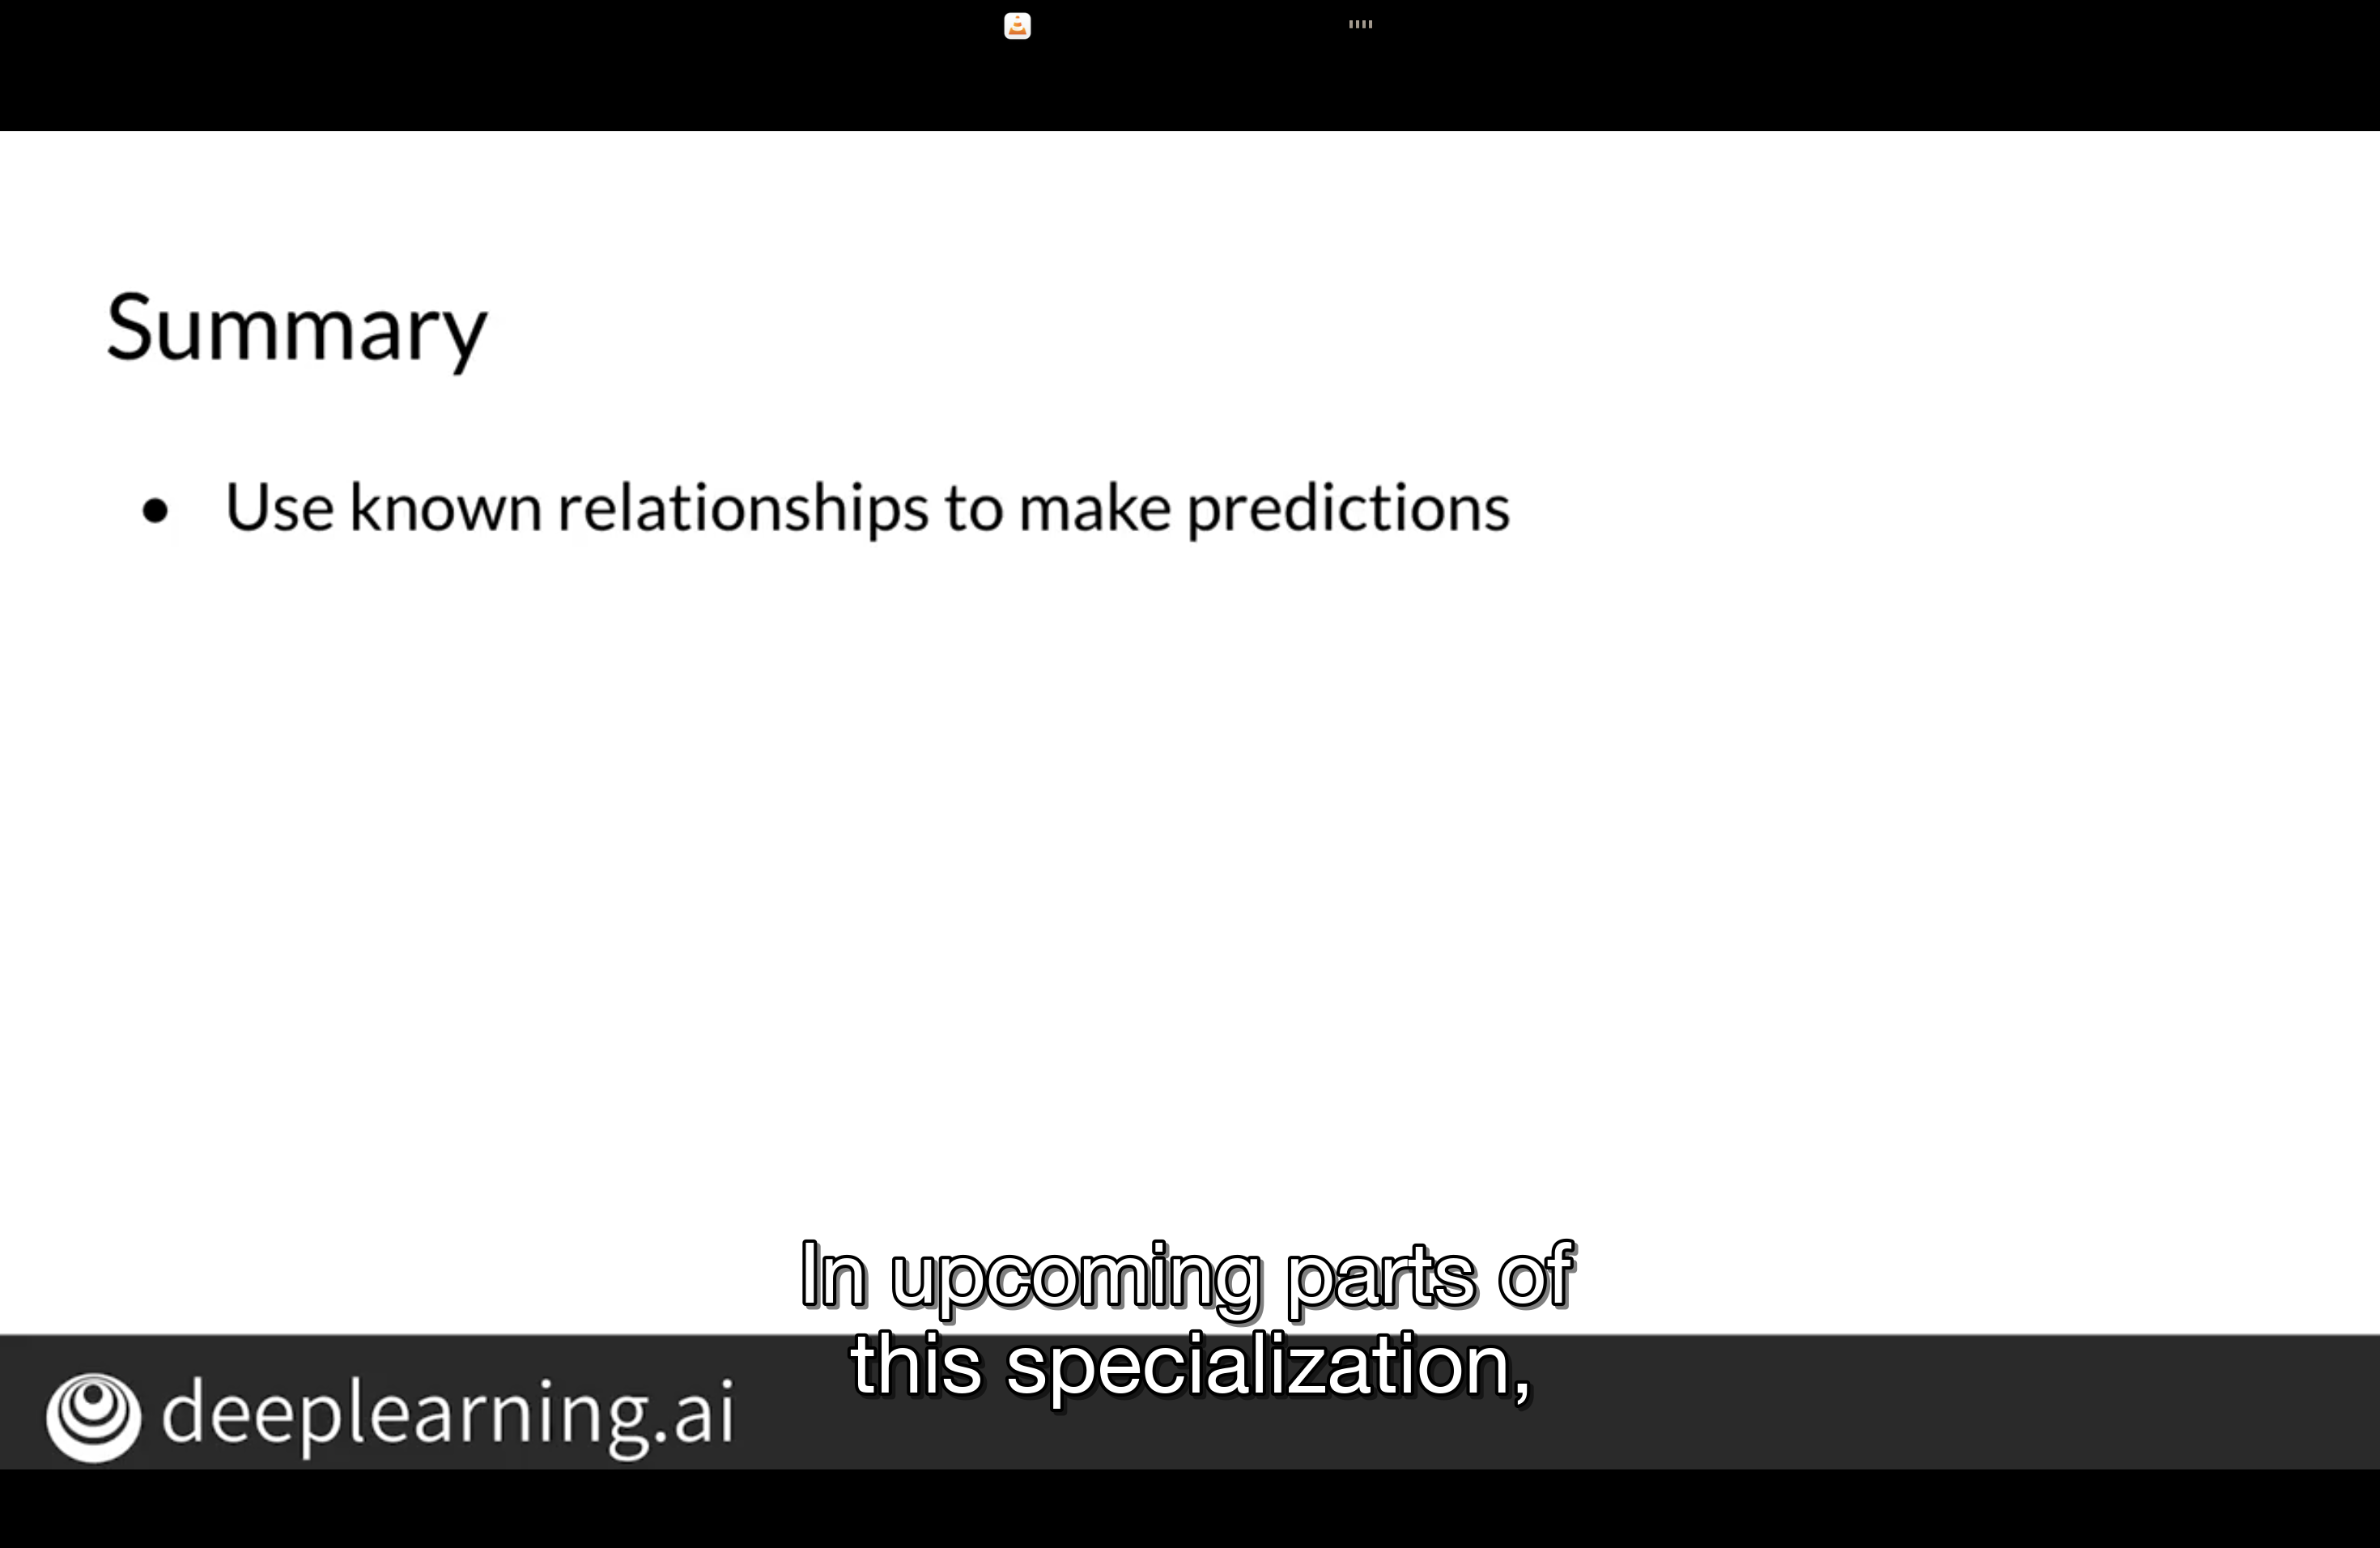 Summary
● Use known relationships to make predictions
In upcoming parts of
this specialization,
deeplearning.ai